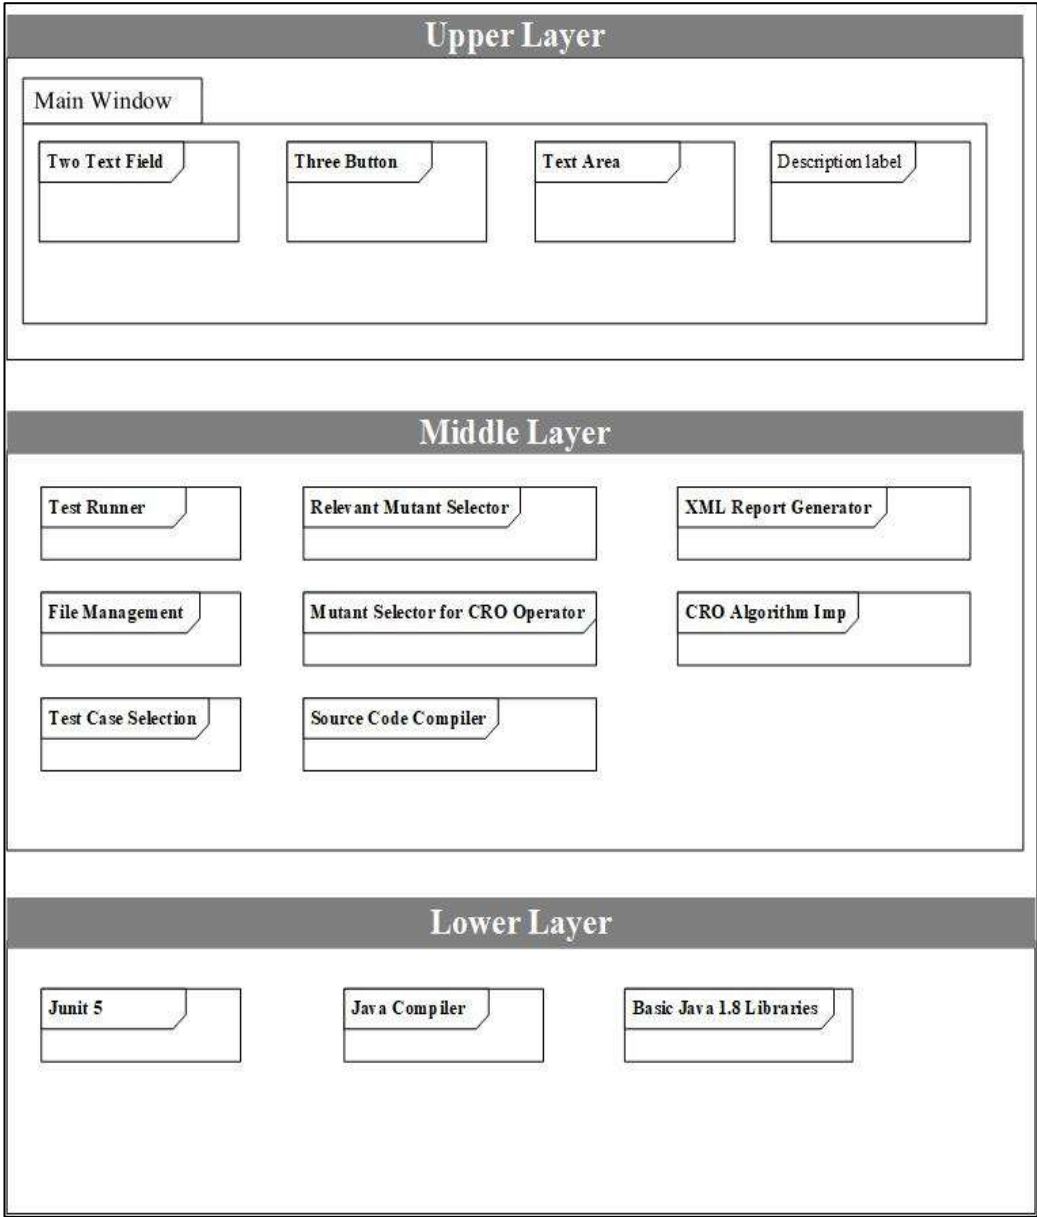 Upper Layer
Main Window
Two Text Field
Three Button
Text Area
Description label
Middle Layer
Test Runner
Relevant Mutant Selector
XML Report Generator
File Management
Mutant Selector for CRO Operator
CRO Algorithm Imp
Test Case Selection
Source Code Compiler
Lower Layer
Junit 5
Java Compiler
Basic Java 1.8 Libraries